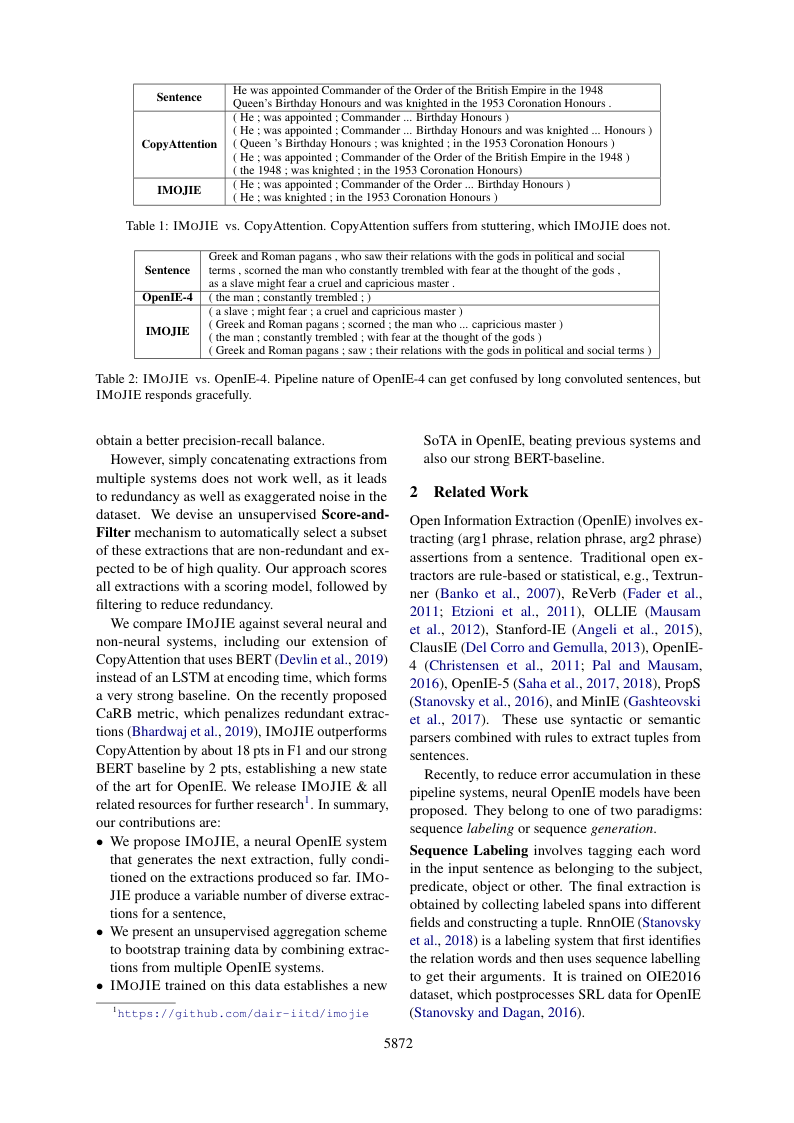 Sentence
He was appointed Commander of the Order of the British Empire in the 1948
Queen's Birthday Honours and was knighted in the 1953 Coronation Honours .
CopyAttention
( He ; was appointed ; Commander ... Birthday Honours )
( He ; was appointed ; Commander ... Birthday Honours and was knighted ... Honours )
( Queen 's Birthday Honours ; was knighted ; in the 1953 Coronation Honours )
( He ; was appointed ; Commander of the Order of the British Empire in the 1948 )
( the 1948 ; was knighted ; in the 1953 Coronation Honours)
IMOJIE
( He ; was appointed ; Commander of the Order ... Birthday Honours )
( He ; was knighted ; in the 1953 Coronation Honours )
Table 1: IMOJIE vs. CopyAttention. CopyAttention suffers from stuttering, which IMOJIE does not.
Sentence
Greek and Roman pagans , who saw their relations with the gods in political and social
terms , scorned the man who constantly trembled with fear at the thought of the gods ,
as a slave might fear a cruel and capricious master .
OpenIE-4
( the man ; constantly trembled ; )
IMOJIE
( a slave ; might fear ; a cruel and capricious master )
( Greek and Roman pagans ; scorned ; the man who ... capricious master )
( the man ; constantly trembled ; with fear at the thought of the gods )
( Greek and Roman pagans ; saw ; their relations with the gods in political and social terms )
Table 2: IMOJIE vs. OpenIE-4. Pipeline nature of OpenIE-4 can get confused by long convoluted sentences, but
IMOJIE responds gracefully.
obtain a better precision-recall balance.
However, simply concatenating extractions from
multiple systems does not work well, as it leads
to redundancy as well as exaggerated noise in the
dataset. We devise an unsupervised Score-and-
Filter mechanism to automatically select a subset
of these extractions that are non-redundant and ex-
pected to be of high quality. Our approach scores
all extractions with a scoring model, followed by
filtering to reduce redundancy.
We compare IMOJIE against several neural and
non-neural systems, including our extension of
CopyAttention that uses BERT (Devlin et al., 2019)
instead of an LSTM at encoding time, which forms
a very strong baseline. On the recently proposed
CaRB metric, which penalizes redundant extrac-
tions (Bhardwaj et al., 2019), IMOJIE outperforms
CopyAttention by about 18 pts in F1 and our strong
BERT baseline by 2 pts, establishing a new state
of the art for OpenIE. We release IMOJIE & all
related resources for further research1. In summary,
our contributions are:
• We propose IMOJIE, a neural OpenIE system
that generates the next extraction, fully condi-
tioned on the extractions produced so far. IMO-
JIE produce a variable number of diverse extrac-
tions for a sentence,
• We present an unsupervised aggregation scheme
to bootstrap training data by combining extrac-
tions from multiple OpenIE systems.
• IMOJIE trained on this data establishes a new
1https://github.com/dair-iitd/imojie
SoTA in OpenIE, beating previous systems and
also our strong BERT-baseline.
2 Related Work
Open Information Extraction (OpenIE) involves ex-
tracting (arg1 phrase, relation phrase, arg2 phrase)
assertions from a sentence. Traditional open ex-
tractors are rule-based or statistical, e.g., Textrun-
ner (Banko et al., 2007), ReVerb (Fader et al.,
2011; Etzioni et al., 2011), OLLIE (Mausam
et al., 2012), Stanford-IE (Angeli et al., 2015),
ClausIE (Del Corro and Gemulla, 2013), OpenIE-
4 (Christensen et al., 2011; Pal and Mausam,
2016), OpenIE-5 (Saha et al., 2017, 2018), PropS
(Stanovsky et al., 2016), and MinIE (Gashteovski
et al., 2017). These use syntactic or semantic
parsers combined with rules to extract tuples from
sentences.
Recently, to reduce error accumulation in these
pipeline systems, neural OpenIE models have been
proposed. They belong to one of two paradigms:
sequence labeling or sequence generation.
Sequence Labeling involves tagging each word
in the input sentence as belonging to the subject,
predicate, object or other. The final extraction is
obtained by collecting labeled spans into different
fields and constructing a tuple. RnnOIE (Stanovsky
et al., 2018) is a labeling system that first identifies
the relation words and then uses sequence labelling
to get their arguments. It is trained on OIE2016
dataset, which postprocesses SRL data for OpenIE
(Stanovsky and Dagan, 2016).
5872